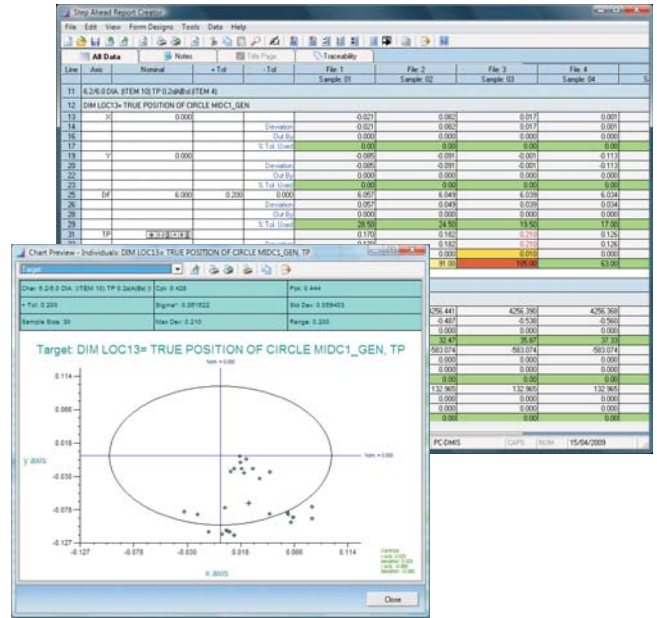 Step Ahead Report Creator
File Edit View Form Designs Tools Data Help
All Data Notes Title Page Traceability
Line Axis Nominal + Tol - Tol File: 1 File: 2 File: 3 File: 4
Sample: 01 Sample: 02 Sample: 03 Sample: 04
11 6.2/6.0 DIA. (ITEM 10) TP 0.2
12 DIM LOC13= TRUE POSITION OF CIRCLE MIDC1_GEN
13 X 0.000 -0.021 0.082 0.017 0.001
14 Deviation 0.021 0.082 0.017 0.001
16 Out By 0.000 0.000 0.000 0.000
17 % Tol. Used 0.00 0.00 0.00 0.00
19 Y 0.000 -0.085 -0.091 -0.001 -0.113
20 Deviation -0.085 -0.091 -0.001 -0.113
22 Out By 0.000 0.000 0.000 0.000
23 % Tol. Used 0.00 0.00 0.00 0.00
25 DF 6.000 0.200 0.000 6.057 6.049 6.039 6.034
26 Deviation 0.057 0.049 0.039 0.034
28 Out By 0.000 0.000 0.000 0.000
29 % Tol. Used 28.50 24.50 19.50 17.00
31 TP 0.170 0.182 0.210 0.126
0.170 0.182 0.210 0.126
0.000 0.010 0.000
91.00 105.00 63.00
4256.441 4256.390 4256.368
-0.487 -0.538 -0.560
0.000 0.000 0.000
32.47 35.87 37.33
-583.074 -583.074 -583.074
0.000 0.000 0.000
0.000 0.000 0.000
0.00 0.00 0.00
132.965 132.965 132.965
0.000 0.000 0.000
0.000 0.000 0.000
0.00 0.00 0.00
PC-DMIS CAPS NUM 15/04/2009
Chart Preview - Individuals: DIM LOC13= TRUE POSITION OF CIRCLE MIDC1_GEN, TP
Target
Char: 6.2/6.0 DIA. (ITEM 10) TP 0.2 Cpk: 0.428 Ppk: 0.444
+ Tol: 0.200 Sigma^: 0.061522 Std Dev: 0.059403
Sample Size: 30 Max Dev: 0.210 Range: 0.200
Target: DIM LOC13= TRUE POSITION OF CIRCLE MIDC1_GEN, TP
Nom. = 0.000
0.114
0.066
0.018
Nom. = 0.000
y axis
-0.030
-0.078
-0.127
-0.127 -0.078 -0.030 0.018 0.066 0.114
x axis
Close